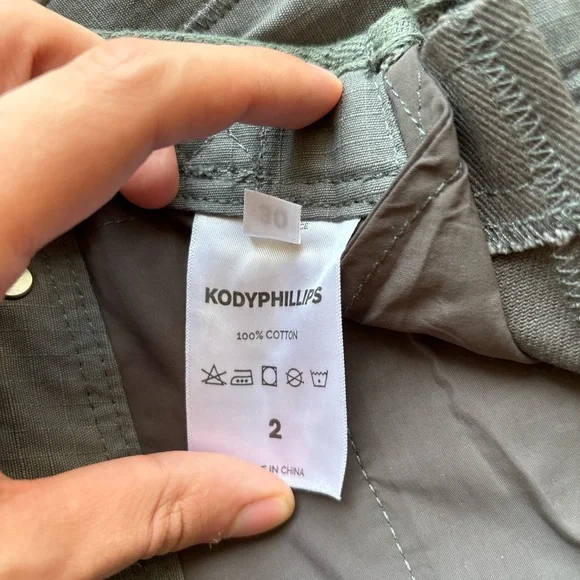 30
KODYPHILLIPS
100% COTTON
2
IN CHINA